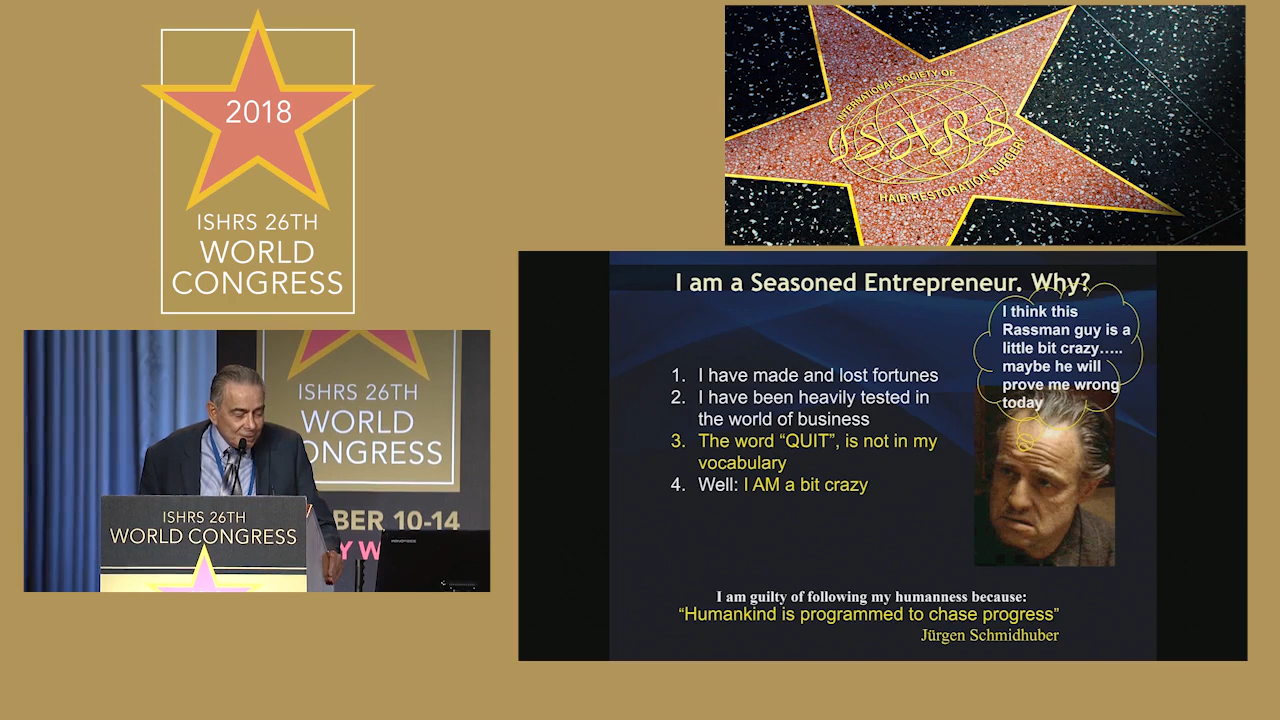 2018
ISHRS 26TH
WORLD
CONGRESS
INTERNATIONAL SOCIETY OF
ISHRS
HAIR RESTORATION SURGERY
I am a Seasoned Entrepreneur. Why?
I think this
Rassman guy is a
little bit crazy…..
maybe he will
prove me wrong
today
1. I have made and lost fortunes
2. I have been heavily tested in
the world of business
3. The word “QUIT”, is not in my
vocabulary
4. Well: I AM a bit crazy
I am guilty of following my humanness because:
“Humankind is programmed to chase progress”
Jürgen Schmidhuber
ISHRS 26TH
WORLD
ONGRESS
BER 10-14
Y W
ISHRS 26TH
WORLD CONGRESS